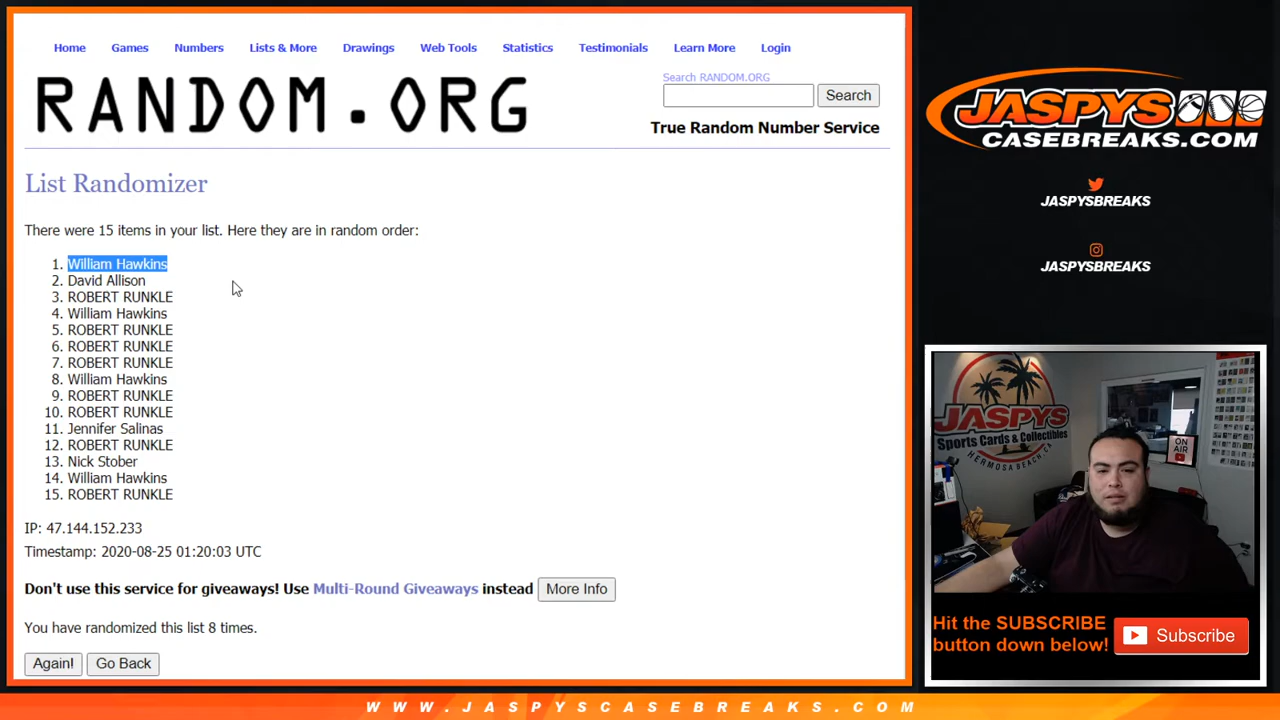 Home Games Numbers Lists & More Drawings Web Tools Statistics Testimonials Learn More Login
RANDOM.ORG
Search RANDOM.ORG
Search
True Random Number Service
List Randomizer
There were 15 items in your list. Here they are in random order:
1. William Hawkins
2. David Allison
3. ROBERT RUNKLE
4. William Hawkins
5. ROBERT RUNKLE
6. ROBERT RUNKLE
7. ROBERT RUNKLE
8. William Hawkins
9. ROBERT RUNKLE
10. ROBERT RUNKLE
11. Jennifer Salinas
12. ROBERT RUNKLE
13. Nick Stober
14. William Hawkins
15. ROBERT RUNKLE
IP: 47.144.152.233
Timestamp: 2020-08-25 01:20:03 UTC
Don't use this service for giveaways! Use Multi-Round Giveaways instead More Info
You have randomized this list 8 times.
Again! Go Back
JASPYS
CASEBREAKS.COM
JASPYSBREAKS
JASPYSBREAKS
JASPYS
Sports Cards & Collectibles
HERMOSA BEACH, CA
ON
AIR
Hit the SUBSCRIBE
button down below!
Subscribe
WWW.JASPYSCASEBREAKS.COM